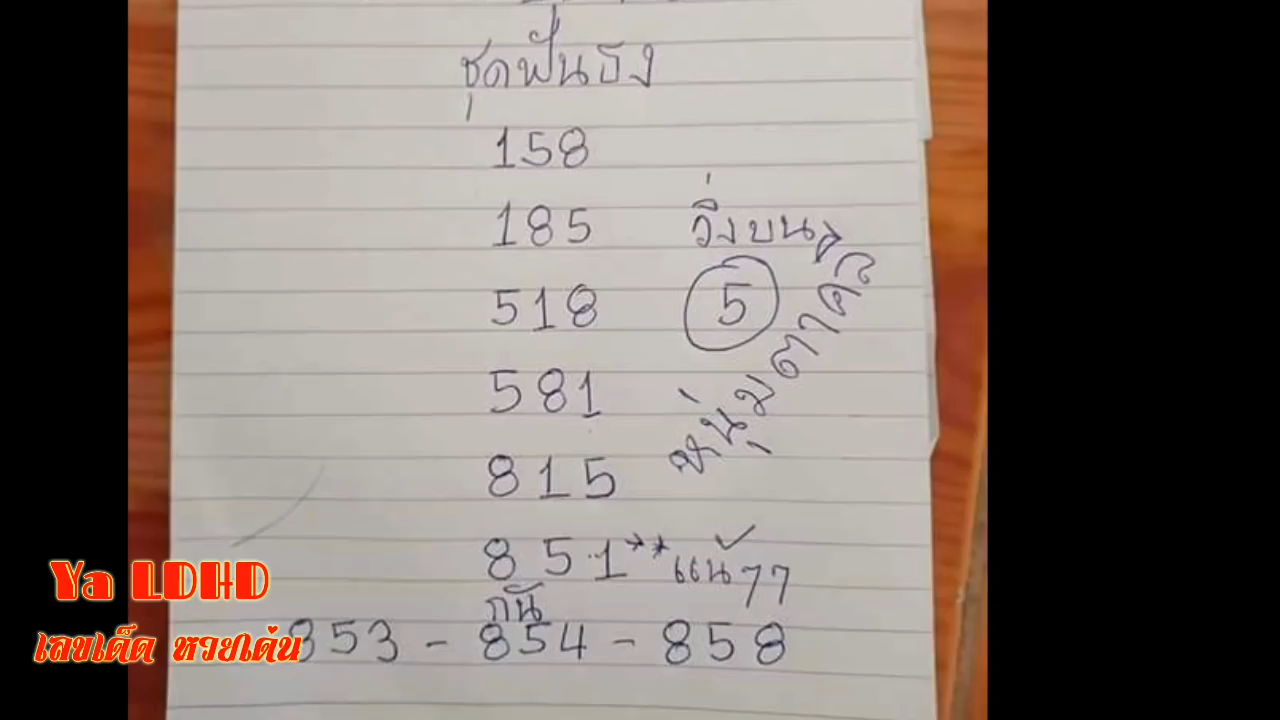 ชุดฟันธง
158
185
วิ่งบน
518
5
581
815
หนุ่มตาคลี
851** แน่77
กัน
853 - 854 - 858
Ya LDHD
เลขเด็ด หวยเด่น